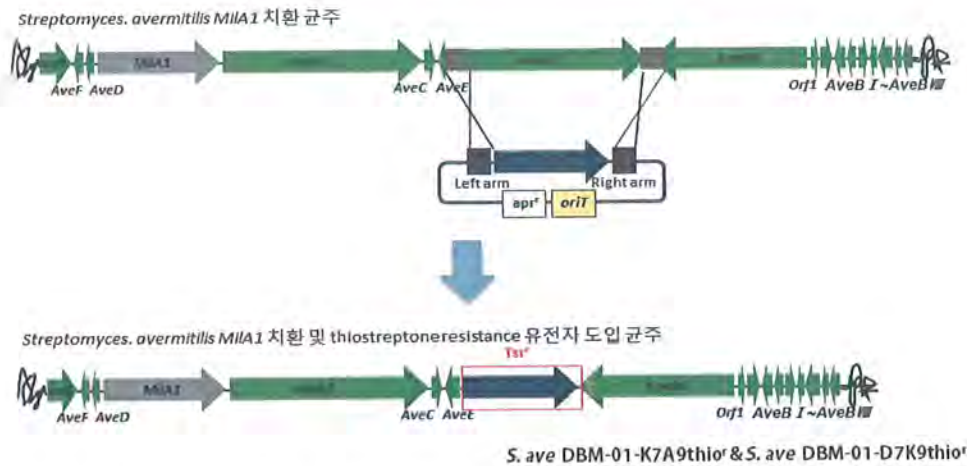 Streptomyces. avermitilis MilA1 치환 균주
MilA1
AveF AveD AveC AveE Orf1 AveB I ~AveB Ⅷ
Left arm Right arm
aprʳ oriT
Streptomyces. avermitilis MilA1 치환 및 thiostreptoneresistance 유전자 도입 균주
Tsrʳ
MilA1
AveF AveD AveC AveE Orf1 AveB I ~AveB Ⅷ
S. ave DBM-01-K7A9thioʳ & S. ave DBM-01-D7K9thioʳ